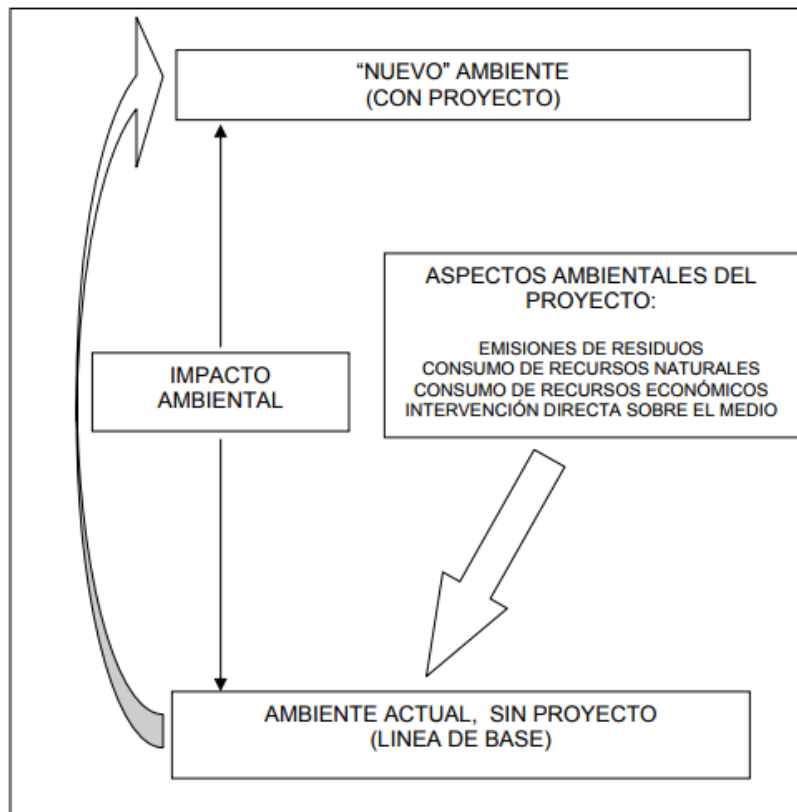 “NUEVO” AMBIENTE
(CON PROYECTO)
ASPECTOS AMBIENTALES DEL
PROYECTO:
EMISIONES DE RESIDUOS
CONSUMO DE RECURSOS NATURALES
CONSUMO DE RECURSOS ECONÓMICOS
INTERVENCIÓN DIRECTA SOBRE EL MEDIO
IMPACTO
AMBIENTAL
AMBIENTE ACTUAL, SIN PROYECTO
(LINEA DE BASE)